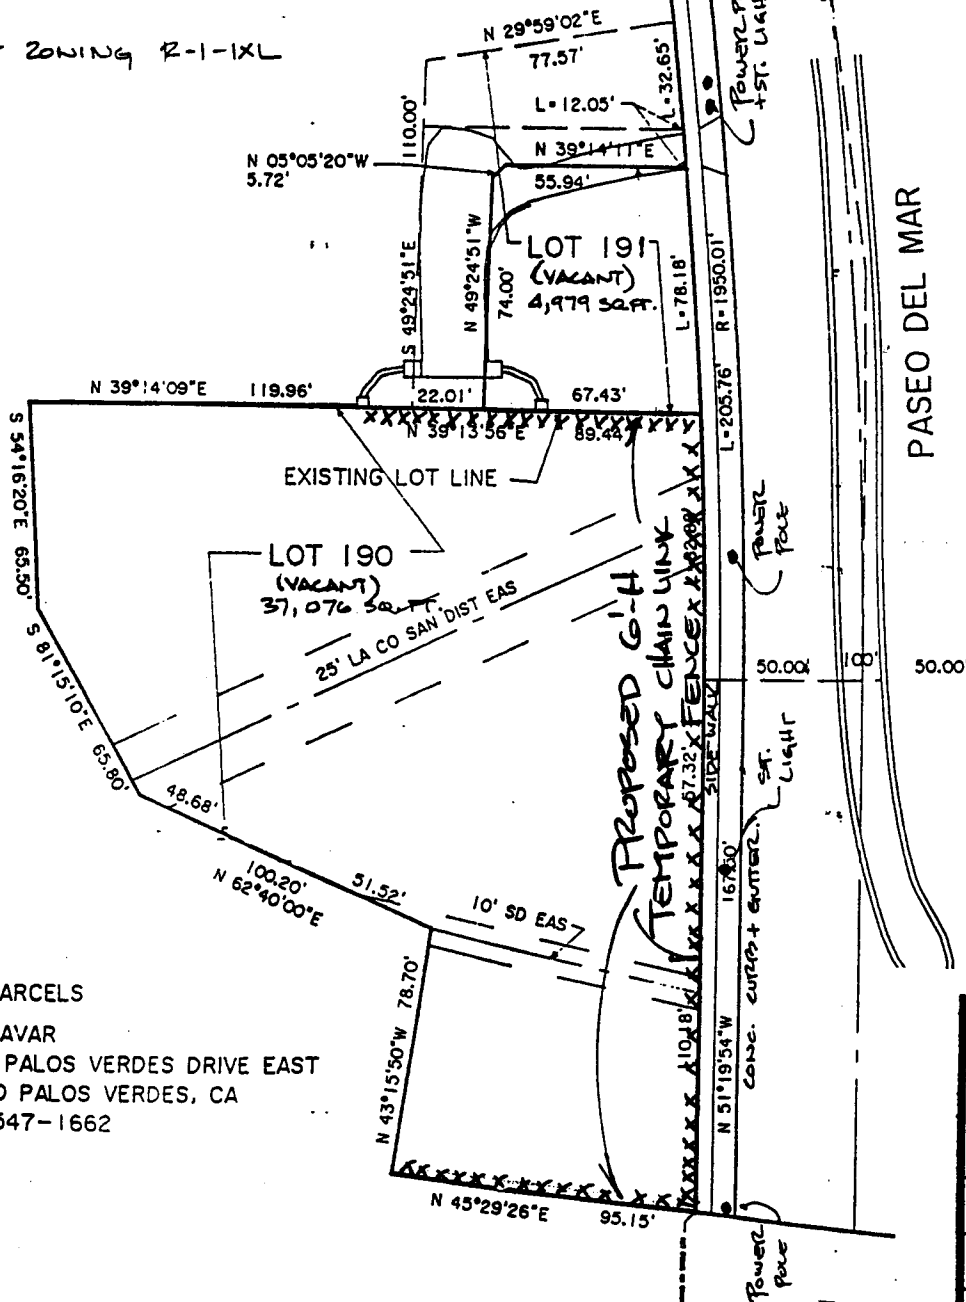 ZONING R-1-1XL
N 29°59'02"E
77.57'
L=32.65'
POWER P
+ST. LIGH
L=12.05'
110.00'
N 39°14'11"E
55.94'
N 05°05'20"W
5.72'
S 49°24'51"E
N 49°24'51"W
74.00'
LOT 191
(VACANT)
4,979 SQ.FT.
L=78.18'
R=1950.01'
L=205.76'
PASEO DEL MAR
N 39°14'09"E 119.96'
22.01'
67.43'
N 39°13'56"E 89.44'
EXISTING LOT LINE
S 54°16'20"E 65.50'
LOT 190
(VACANT)
37,076 SQ.FT.
25' LA CO SAN DIST EAS
S 81°15'10"E 65.80'
PROPOSED 6'-H
TEMPORARY CHAIN LINK
FENCE
57.32'
SIDEWALK
POWER
POLE
50.00'
100'
50.00
ST.
LIGHT
48.68'
100.20'
N 62°40'00"E
51.52'
10' SD EAS
78.70'
N 43°15'50"W
10.18'
N 51°19'54"W
CONC. CURB + GUTTER.
ARCELS
AVAR
PALOS VERDES DRIVE EAST
O PALOS VERDES, CA
547-1662
N 45°29'26"E 95.15'
POWER
POLE